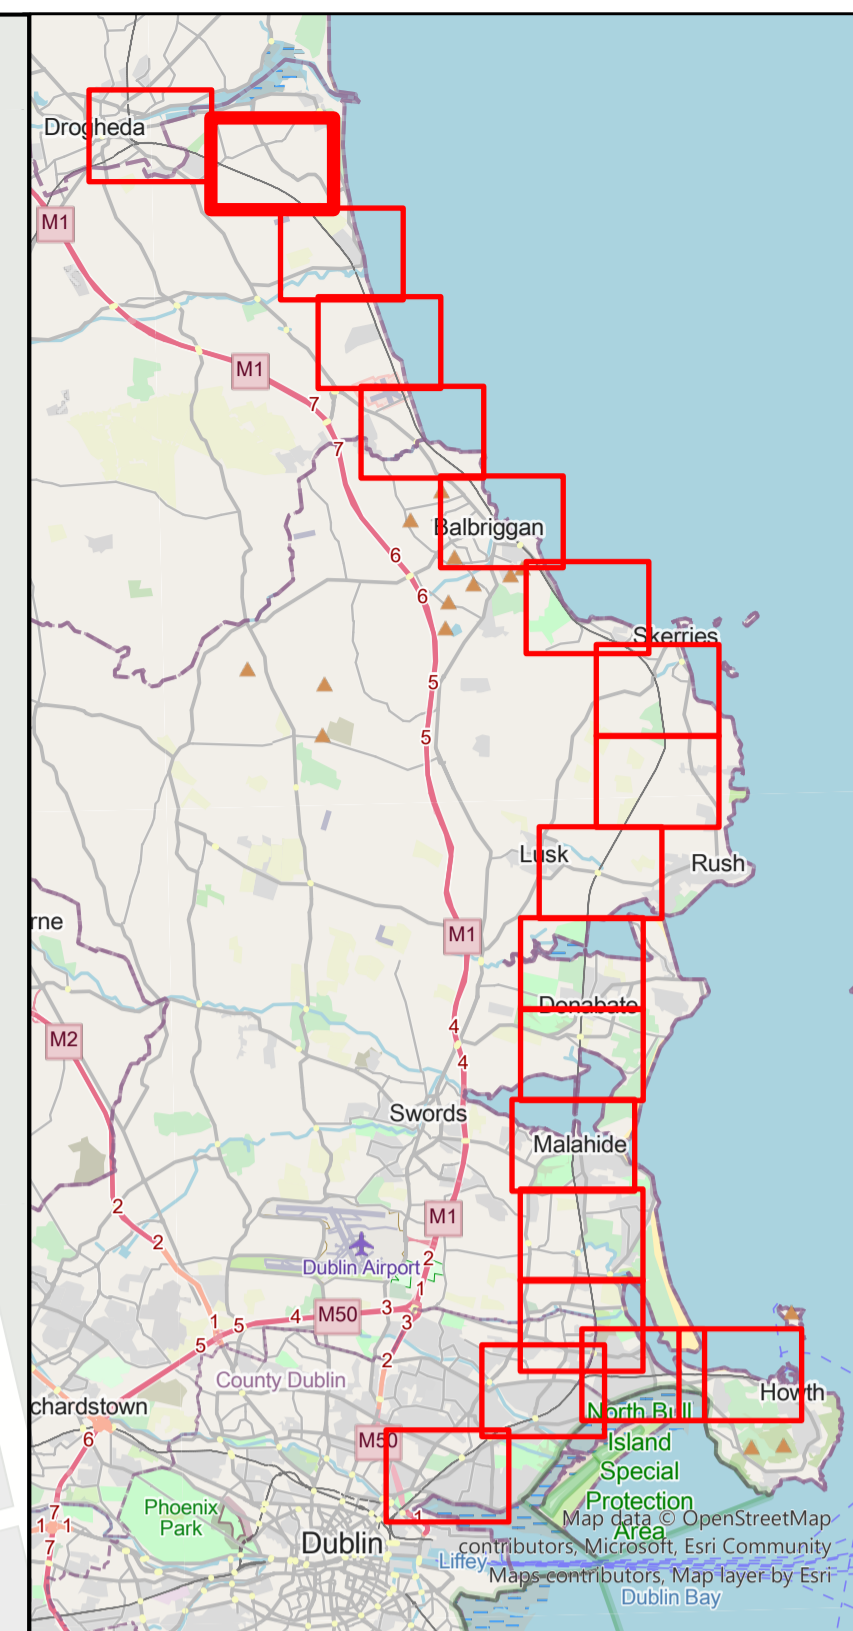 Drogheda
M1
M1
7
7
Balbriggan
6
6
Skerries
5
5
Lusk
Rush
rne
M1
Donabate
M2
4
4
Swords
Malahide
2
M1
2
Dublin Airport
2
1
1
5
4
M50
3
3
5
2
County Dublin
Howth
chardstown
North Bull
Island
Special
Protection
Area
6
M50
Phoenix
Park
7
1
1
7
1
Dublin
Liffey
Map data © OpenStreetMap
contributors, Microsoft, Esri Community
Maps contributors, Map layer by Esri
Dublin Bay